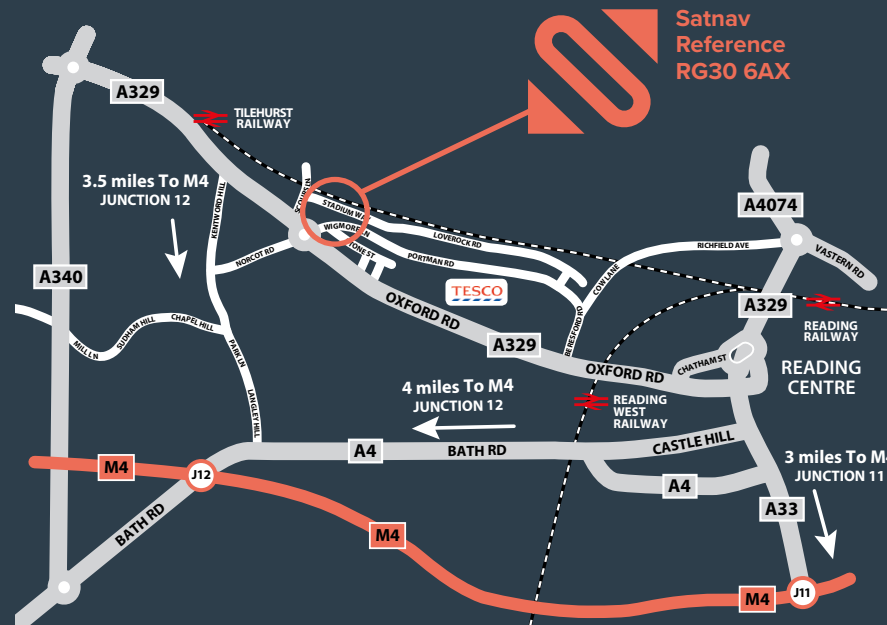 Satnav
Reference
RG30 6AX
A329
TILEHURST
RAILWAY
3.5 miles To M4
JUNCTION 12
KENTWORD HILL
SCOURS LN
STADIUM WAY
WIGMORE LN
LOVEROCK RD
NORCOT RD
PORTMAN RD
A4074
RICHFIELD AVE
VASTERN RD
COW LANE
A340
TESCO
OXFORD RD
A329
READING
RAILWAY
BERESFORD RD
SUDHAM HILL
CHAPEL HILL
MILL LN
PARK LN
A329
OXFORD RD
CHATHAM ST
READING
CENTRE
LANGLEY HILL
4 miles To M4
JUNCTION 12
READING
WEST
RAILWAY
A4
BATH RD
CASTLE HILL
3 miles To M4
JUNCTION 11
M4
J12
A4
A33
BATH RD
M4
M4
J11